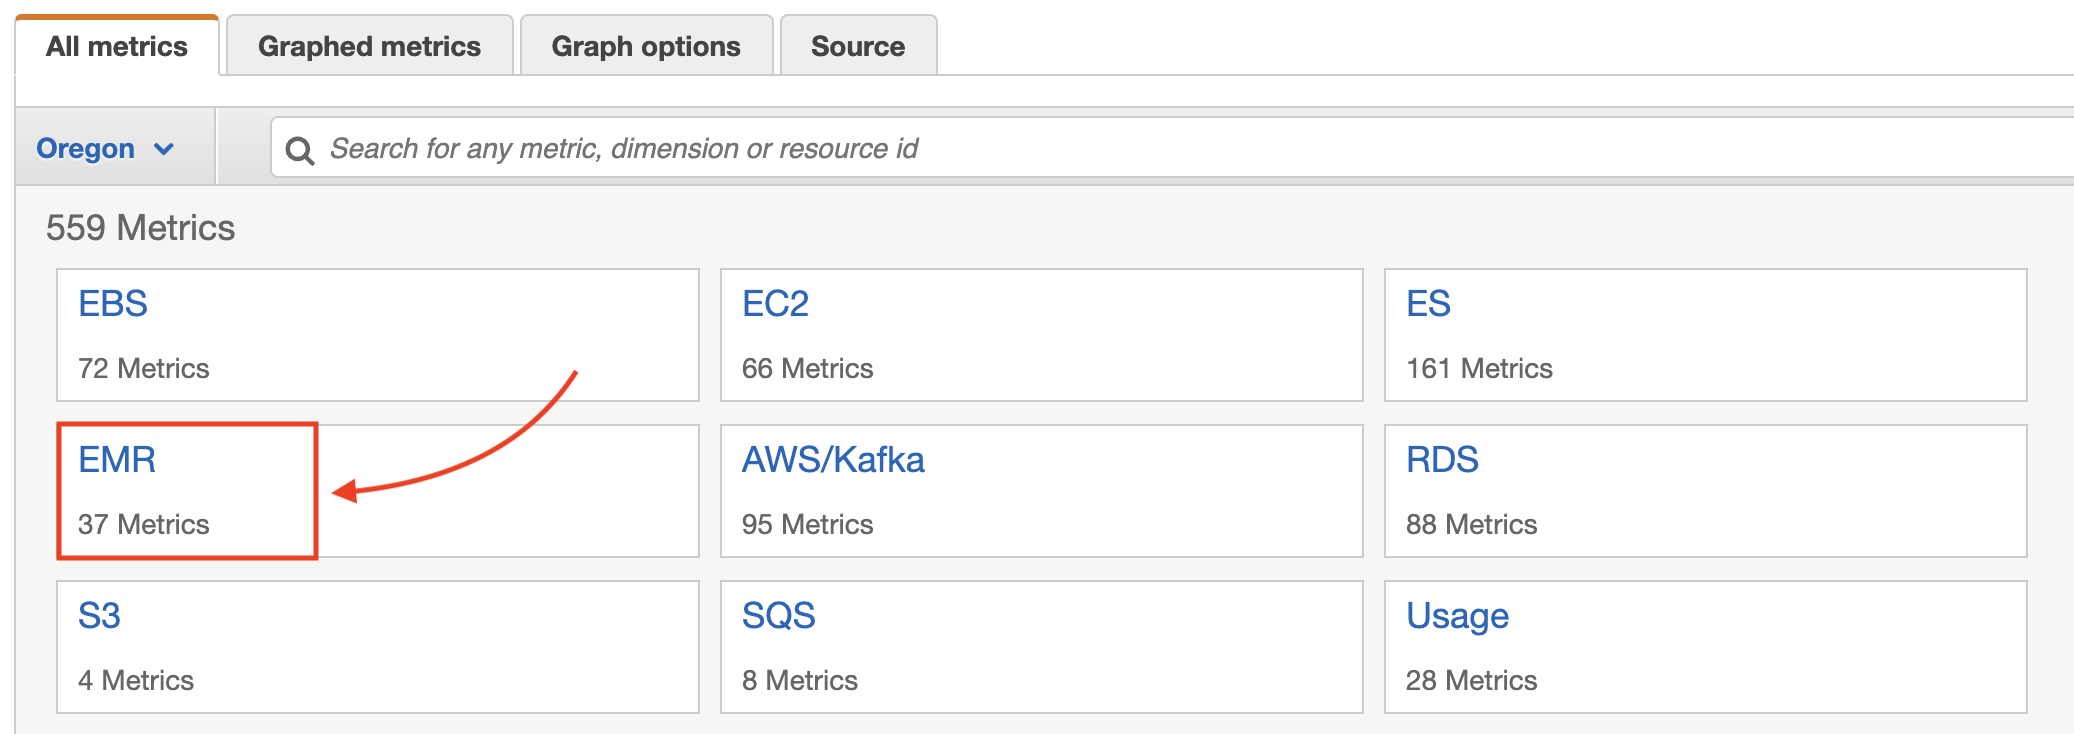 All metrics
Graphed metrics
Graph options
Source
Oregon
Search for any metric, dimension or resource id
559 Metrics
EBS
72 Metrics
EC2
66 Metrics
ES
161 Metrics
EMR
37 Metrics
AWS/Kafka
95 Metrics
RDS
88 Metrics
S3
4 Metrics
SQS
8 Metrics
Usage
28 Metrics